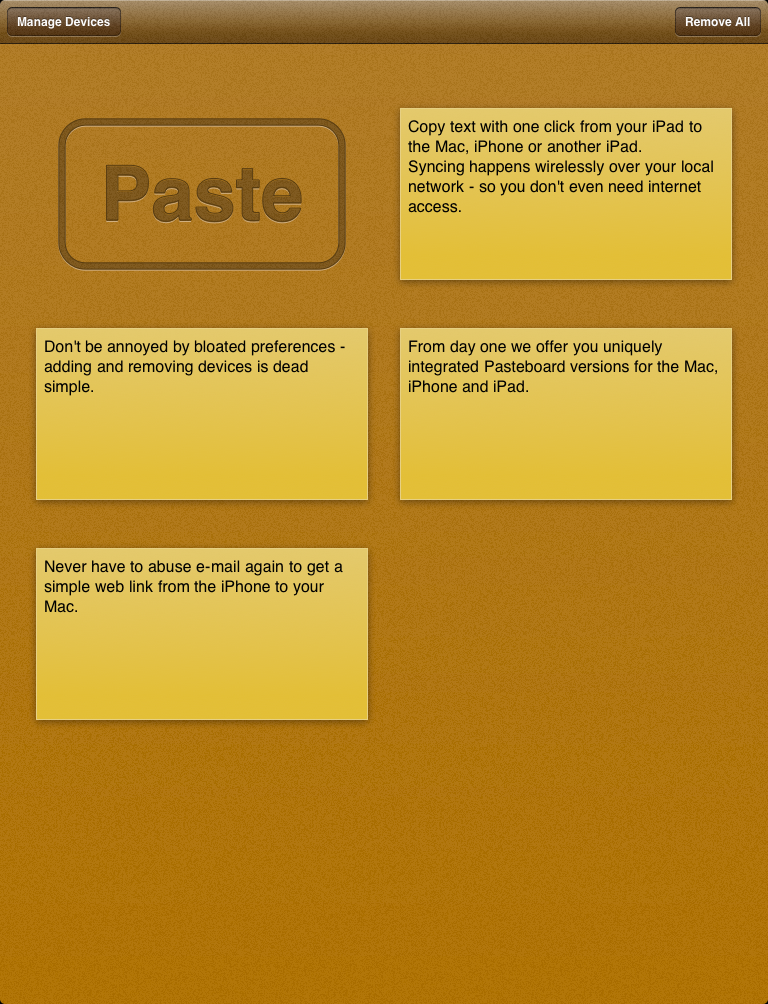 Manage Devices
Remove All
Paste
Copy text with one click from your iPad to
the Mac, iPhone or another iPad.
Syncing happens wirelessly over your local
network - so you don't even need internet
access.
Don't be annoyed by bloated preferences -
adding and removing devices is dead
simple.
From day one we offer you uniquely
integrated Pasteboard versions for the Mac,
iPhone and iPad.
Never have to abuse e-mail again to get a
simple web link from the iPhone to your
Mac.